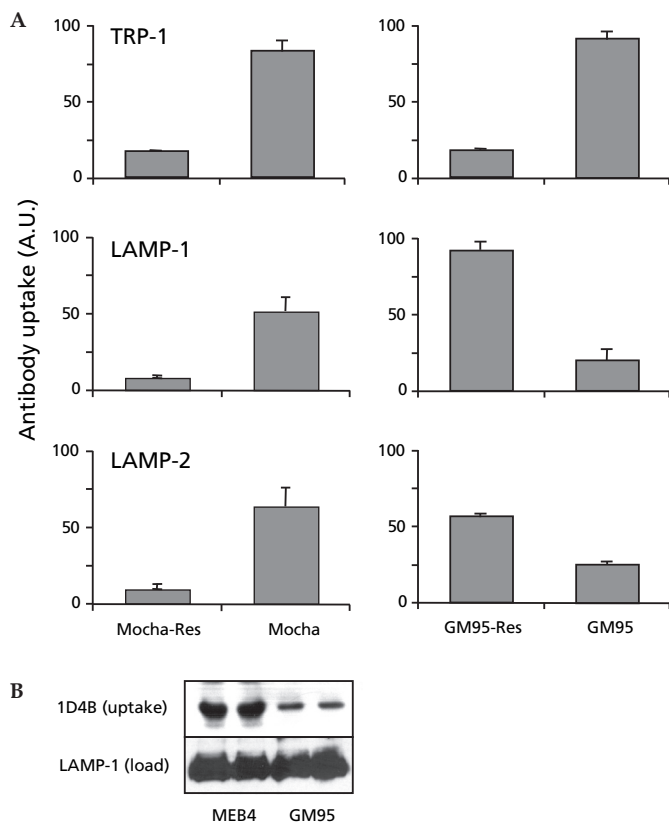 A
Antibody uptake (A.U.)
TRP-1
100
50
0
100
50
0
LAMP-1
100
50
0
100
50
0
LAMP-2
100
50
0
Mocha-Res Mocha
100
50
0
GM95-Res GM95
B
1D4B (uptake)
LAMP-1 (load)
MEB4 GM95